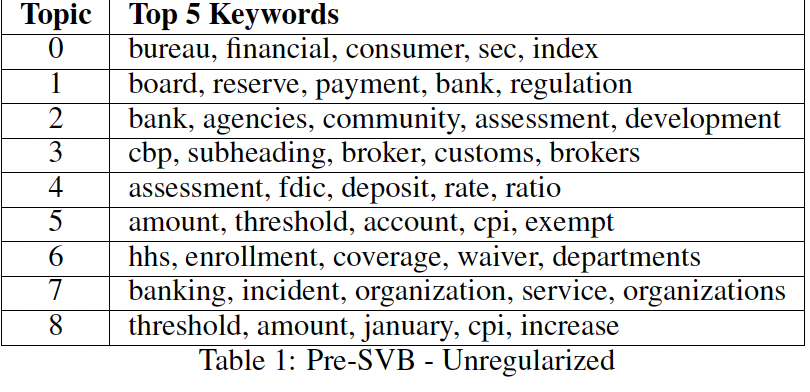 Topic Top 5 Keywords
0 bureau, financial, consumer, sec, index
1 board, reserve, payment, bank, regulation
2 bank, agencies, community, assessment, development
3 cbp, subheading, broker, customs, brokers
4 assessment, fdic, deposit, rate, ratio
5 amount, threshold, account, cpi, exempt
6 hhs, enrollment, coverage, waiver, departments
7 banking, incident, organization, service, organizations
8 threshold, amount, january, cpi, increase
Table 1: Pre-SVB - Unregularized